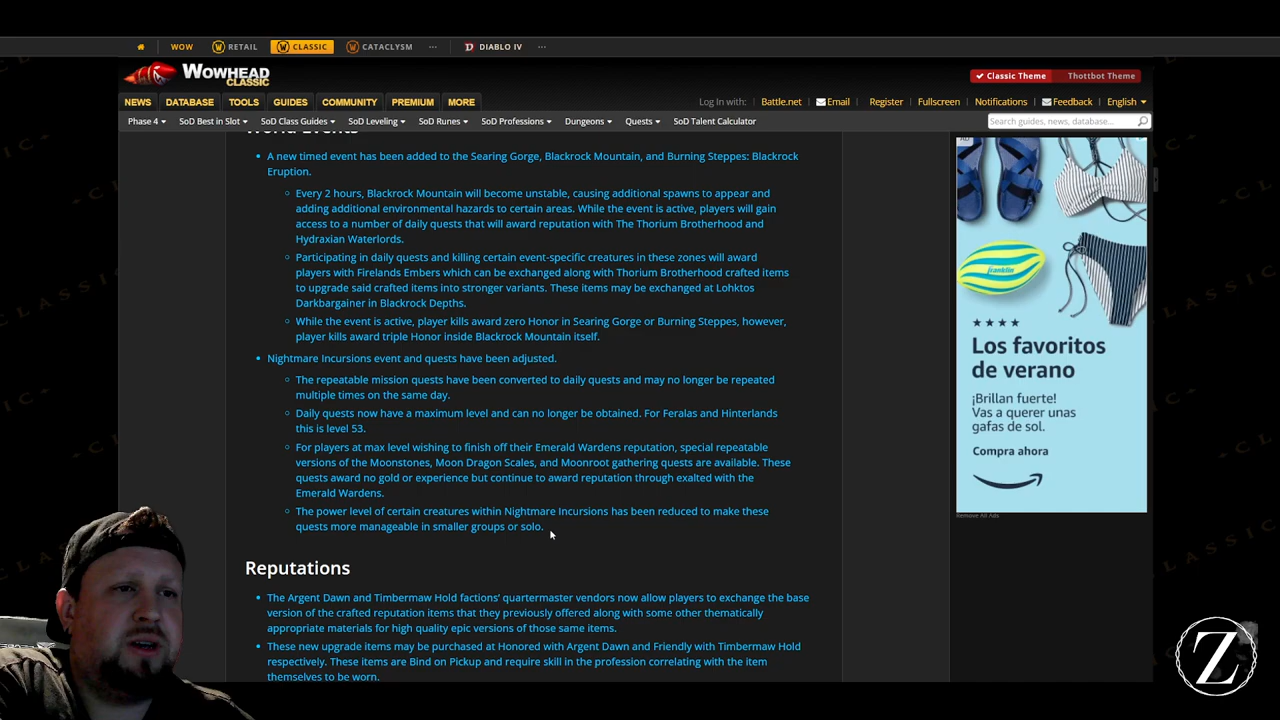 WOW
RETAIL
CLASSIC
CATACLYSM
DIABLO IV
WOWHEAD
CLASSIC
Classic Theme
Thottbot Theme
NEWS
DATABASE
TOOLS
GUIDES
COMMUNITY
PREMIUM
MORE
Log In with:
Battle.net
Email
Register
Fullscreen
Notifications
Feedback
English
Phase 4
SoD Best in Slot
SoD Class Guides
SoD Leveling
SoD Runes
SoD Professions
Dungeons
Quests
SoD Talent Calculator
Search guides, news, database...
World Events
• A new timed event has been added to the Searing Gorge, Blackrock Mountain, and Burning Steppes: Blackrock
Eruption.
Every 2 hours, Blackrock Mountain will become unstable, causing additional spawns to appear and
adding additional environmental hazards to certain areas. While the event is active, players will gain
access to a number of daily quests that will award reputation with The Thorium Brotherhood and
Hydraxian Waterlords.
Participating in daily quests and killing certain event-specific creatures in these zones will award
players with Firelands Embers which can be exchanged along with Thorium Brotherhood crafted items
to upgrade said crafted items into stronger variants. These items may be exchanged at Lohktos
Darkbargainer in Blackrock Depths.
While the event is active, player kills award zero Honor in Searing Gorge or Burning Steppes, however,
player kills award triple Honor inside Blackrock Mountain itself.
• Nightmare Incursions event and quests have been adjusted.
The repeatable mission quests have been converted to daily quests and may no longer be repeated
multiple times on the same day.
Daily quests now have a maximum level and can no longer be obtained. For Feralas and Hinterlands
this is level 53.
For players at max level wishing to finish off their Emerald Wardens reputation, special repeatable
versions of the Moonstones, Moon Dragon Scales, and Moonroot gathering quests are available. These
quests award no gold or experience but continue to award reputation through exalted with the
Emerald Wardens.
The power level of certain creatures within Nightmare Incursions has been reduced to make these
quests more manageable in smaller groups or solo.
Reputations
• The Argent Dawn and Timbermaw Hold factions' quartermaster vendors now allow players to exchange the base
version of the crafted reputation items that they previously offered along with some other thematically
appropriate materials for high quality epic versions of those same items.
• These new upgrade items may be purchased at Honored with Argent Dawn and Friendly with Timbermaw Hold
respectively. These items are Bind on Pickup and require skill in the profession correlating with the item
themselves to be worn.
franklin
Los favoritos
de verano
¡Brillan fuerte!
Vas a querer unas
gafas de sol.
Compra ahora
Remove All Ads
Z